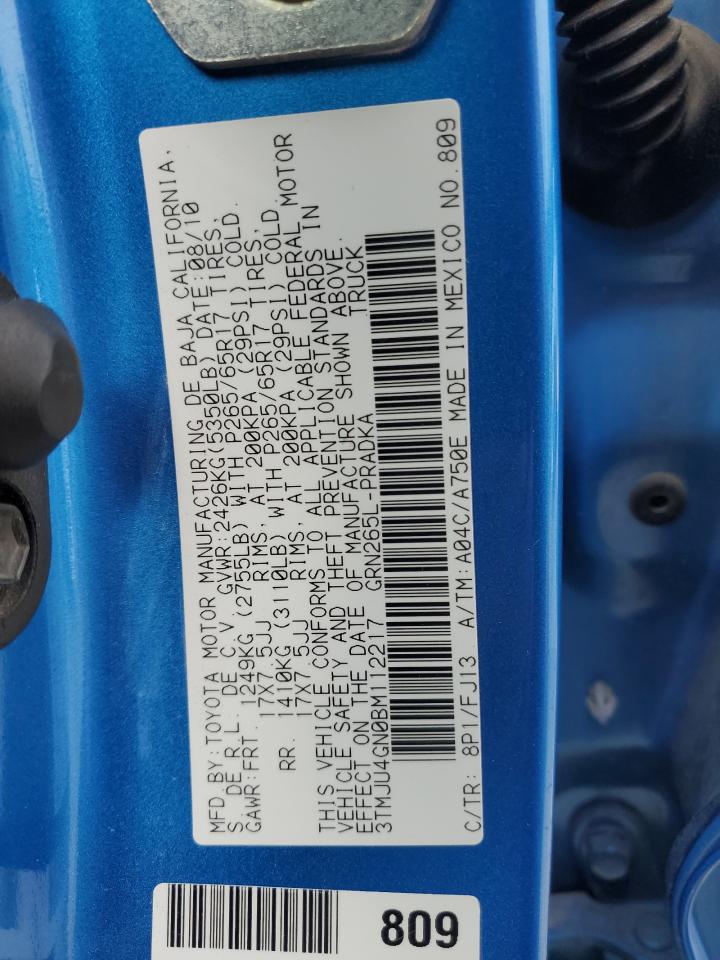 MFD.BY:TOYOTA MOTOR MANUFACTURING DE BAJA CALIFORNIA,
S. DE R.L. DE C.V. GVWR:2426KG(5350LB) DATE:08/10
GAWR:FRT. 1249KG (2755LB) WITH P265/65R17 TIRES,
17X7.5JJ RIMS, AT 200KPA (29PSI) COLD.
RR. 1410KG (3110LB) WITH P265/65R17 TIRES,
17X7.5JJ RIMS, AT 200KPA (29PSI) COLD.
THIS VEHICLE CONFORMS TO ALL APPLICABLE FEDERAL MOTOR
VEHICLE SAFETY AND THEFT PREVENTION STANDARDS IN
EFFECT ON THE DATE OF MANUFACTURE SHOWN ABOVE.
3TMJU4GN0BM112217 GRN265L-PRADKA TRUCK
C/TR: 8P1/FJ13 A/TM:A04C/A750E MADE IN MEXICO NO.809
809